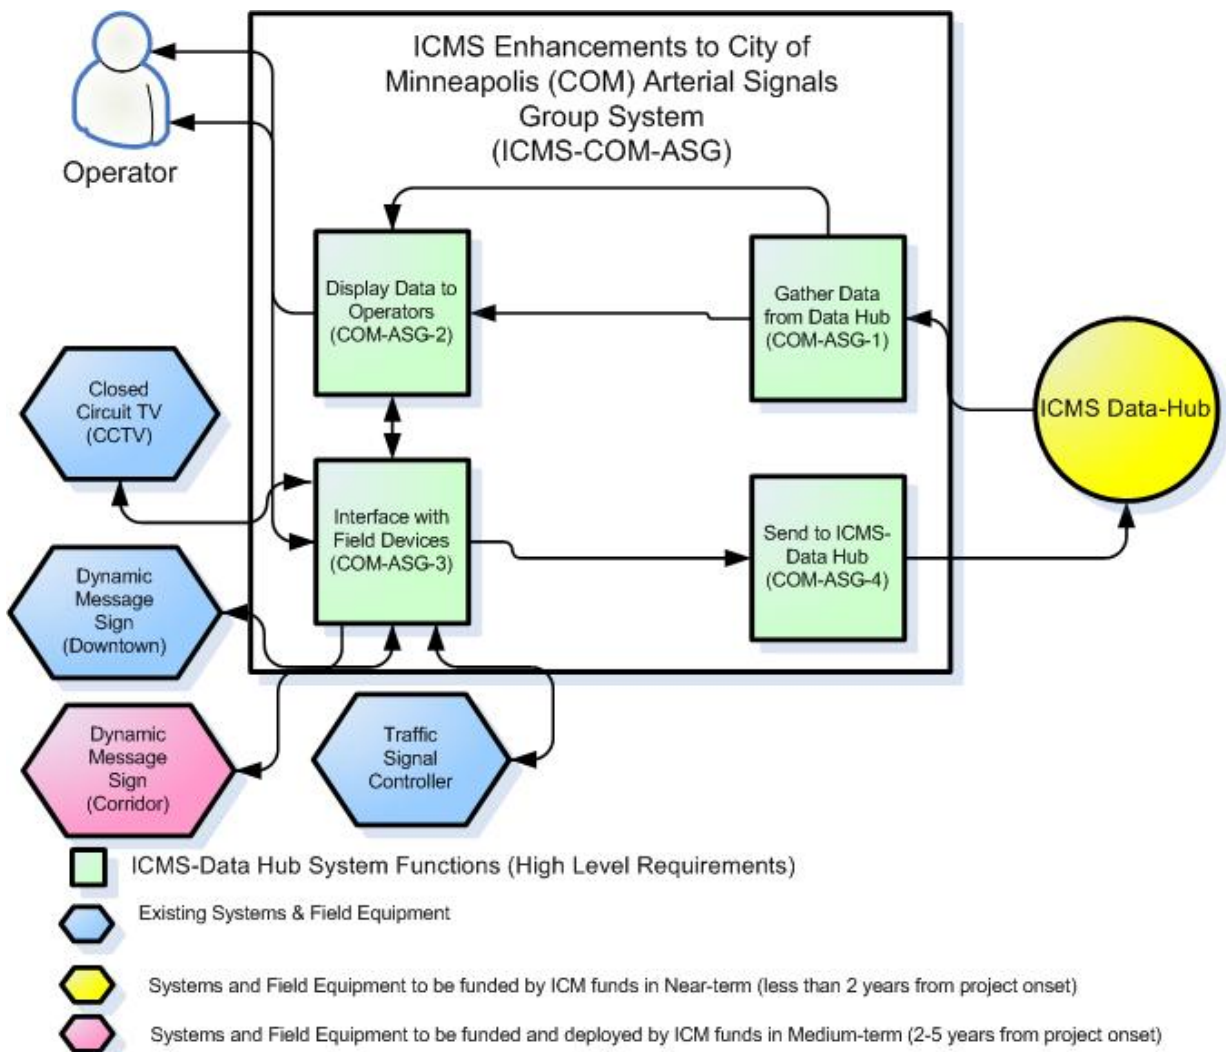 ICMS Enhancements to City of
Minneapolis (COM) Arterial Signals
Group System
(ICMS-COM-ASG)
Operator
Display Data to
Operators
(COM-ASG-2)
Gather Data
from Data Hub
(COM-ASG-1)
Closed
Circuit TV
(CCTV)
ICMS Data-Hub
Interface with
Field Devices
(COM-ASG-3)
Send to ICMS-
Data Hub
(COM-ASG-4)
Dynamic
Message
Sign
(Downtown)
Dynamic
Message
Sign
(Corridor)
Traffic
Signal
Controller
ICMS-Data Hub System Functions (High Level Requirements)
Existing Systems & Field Equipment
Systems and Field Equipment to be funded by ICM funds in Near-term (less than 2 years from project onset)
Systems and Field Equipment to be funded and deployed by ICM funds in Medium-term (2-5 years from project onset)